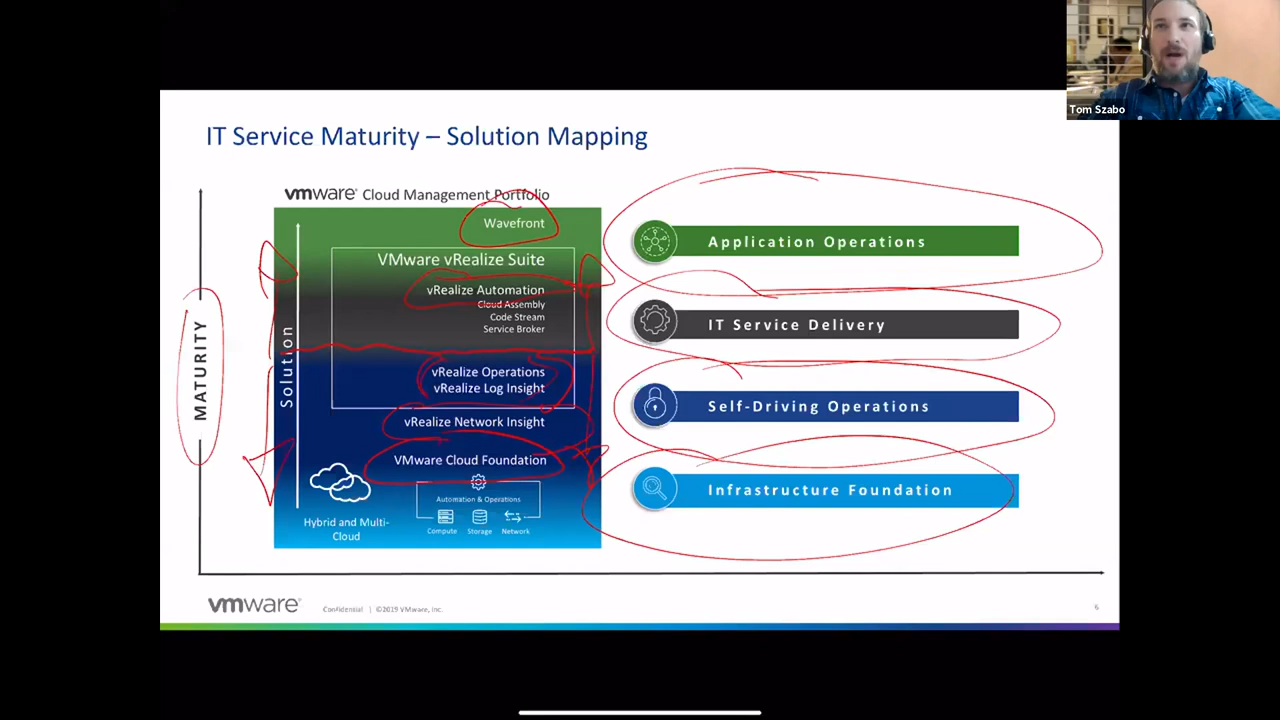 Tom Szabo
IT Service Maturity – Solution Mapping
vmware® Cloud Management Portfolio
Wavefront
VMware vRealize Suite
vRealize Automation
Cloud Assembly
Code Stream
Service Broker
vRealize Operations
vRealize Log Insight
vRealize Network Insight
VMware Cloud Foundation
Automation & Operations
Compute Storage Network
Hybrid and Multi-
Cloud
Solution
MATURITY
Application Operations
IT Service Delivery
Self-Driving Operations
Infrastructure Foundation
vmware® Confidential | ©2019 VMware, Inc. 6